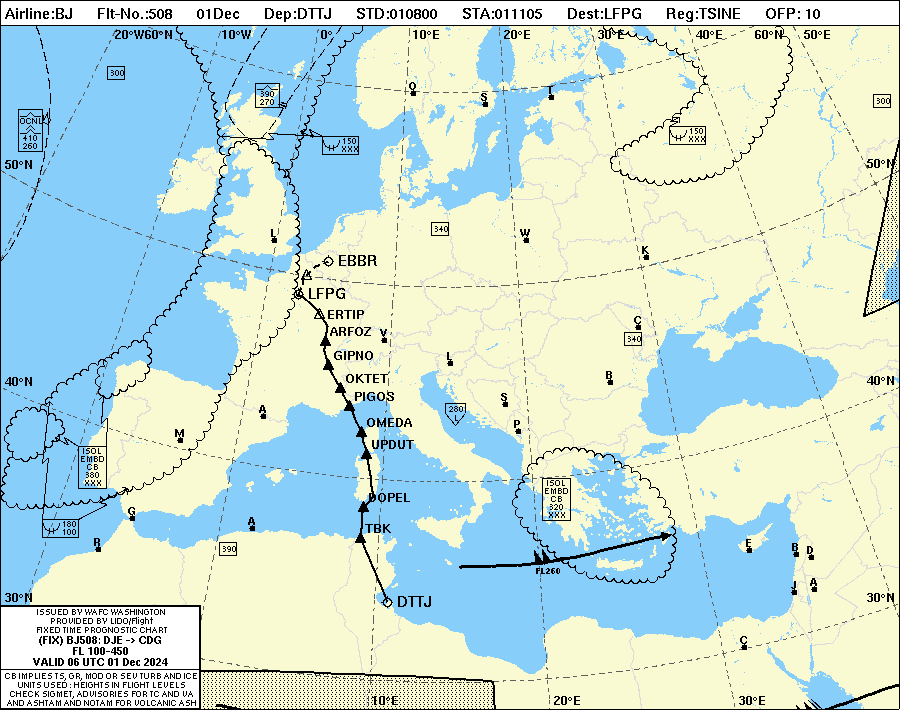 Airline:BJ Flt-No.:508 01Dec Dep:DTTJ STD:010800 STA:011105 Dest:LFPG Reg:TSINE OFP: 10
20°W60°N 10°W 0° 10°E 20°E 30°E 40°E 60°N 50°E
300
O
S
T
390
270
300
OCNL
410
260
150
XXX
150
XXX
50°N
50°N
L
340
W
K
EBBR
LFPG
ERTIP
C
ARFOZ
V
340
GIPNO
L
40°N
OKTET
B
40°N
PIGOS
S
A
280
OMEDA
P
M
UPDUT
ISOL
EMBD
CB
380
XXX
ISOL
EMBD
CB
320
XXX
DOPEL
G
180
100
A
TBK
R
390
E
B
D
FL260
J
A
30°N
DTTJ
30°N
C
ISSUED BY WAFC WASHINGTON
PROVIDED BY LIDO/Flight
FIXED TIME PROGNOSTIC CHART
(FIX) BJ508: DJE -> CDG
FL 100-450
VALID 06 UTC 01 Dec 2024
CB IMPLIES TS, GR, MOD OR SEV TURB AND ICE
UNITS USED : HEIGHTS IN FLIGHT LEVELS
CHECK SIGMET, ADVISORIES FOR TC AND VA
AND ASHTAM AND NOTAM FOR VOLCANIC ASH
10°E 20°E 30°E